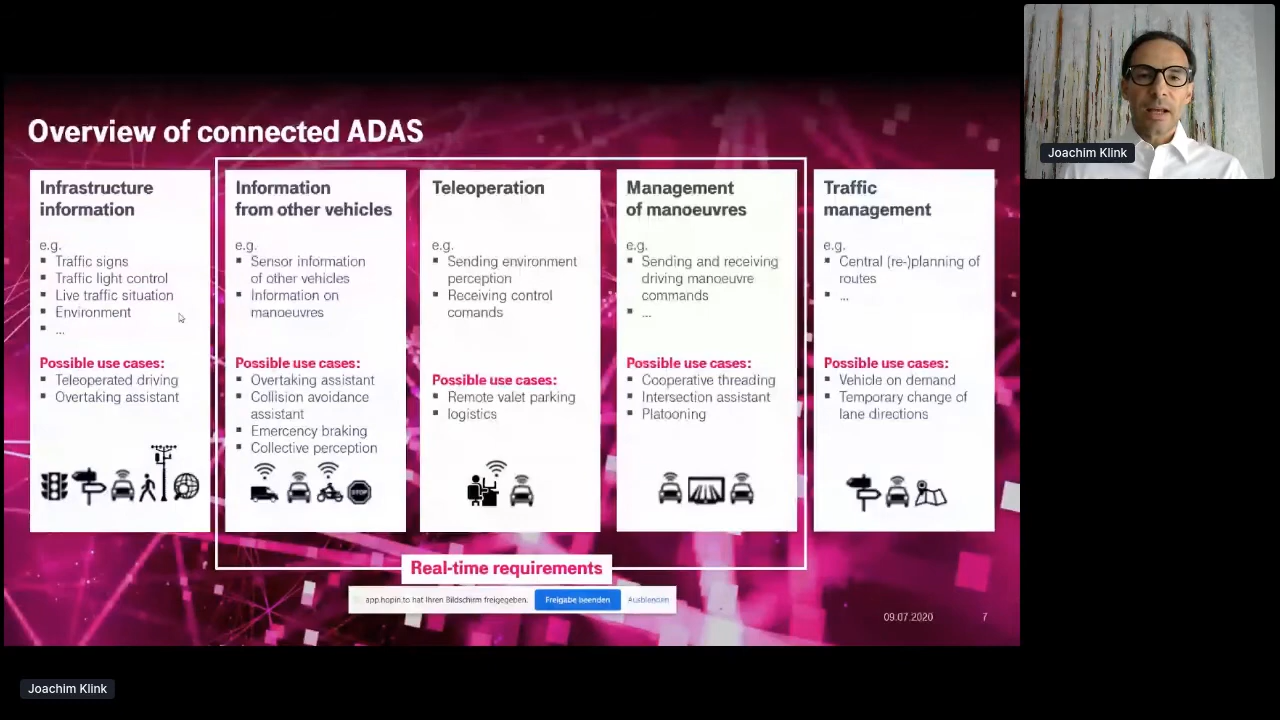 Overview of connected ADAS
Infrastructure
information
e.g.
Traffic signs
Traffic light control
Live traffic situation
Environment
...
Possible use cases:
Teleoperated driving
Overtaking assistant
Information
from other vehicles
e.g.
Sensor information
of other vehicles
Information on
manoeuvres
Possible use cases:
Overtaking assistant
Collision avoidance
assistant
Emercency braking
Collective perception
STOP
Teleoperation
e.g.
Sending environment
perception
Receiving control
comands
Possible use cases:
Remote valet parking
logistics
Management
of manoeuvres
e.g.
Sending and receiving
driving manoeuvre
commands
...
Possible use cases:
Cooperative threading
Intersection assistant
Platooning
Traffic
management
e.g.
Central (re-)planning of
routes
...
Possible use cases:
Vehicle on demand
Temporary change of
lane directions
Real-time requirements
app.hopin.to hat Ihren Bildschirm freigegeben.
Freigabe beenden
Ausblenden
09.07.2020
7
Joachim Klink
Joachim Klink